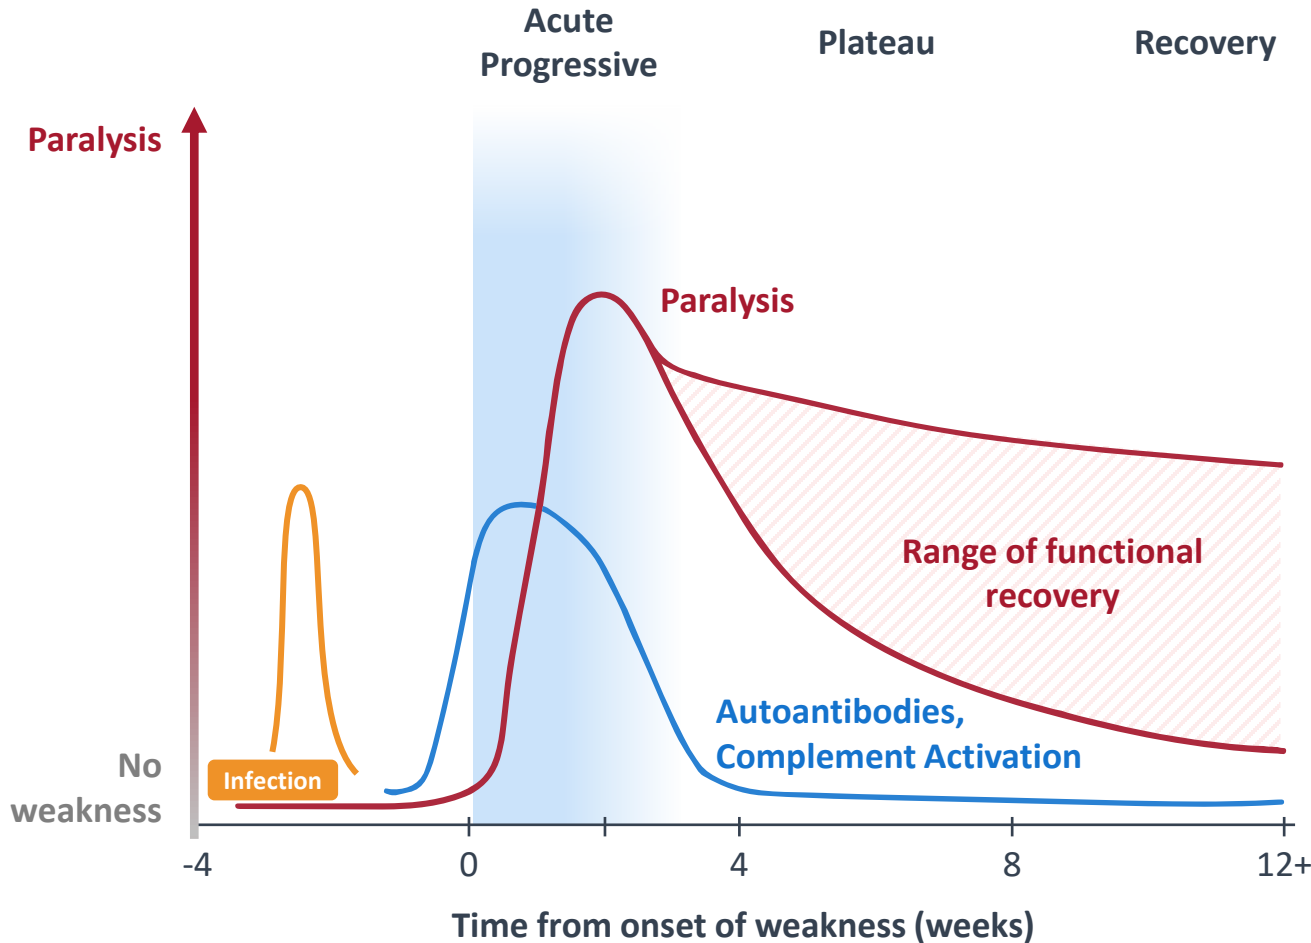 Acute
Progressive
Plateau
Recovery
Paralysis
Paralysis
Range of functional
recovery
Autoantibodies,
Complement Activation
No
weakness
Infection
-4
0
4
8
12+
Time from onset of weakness (weeks)